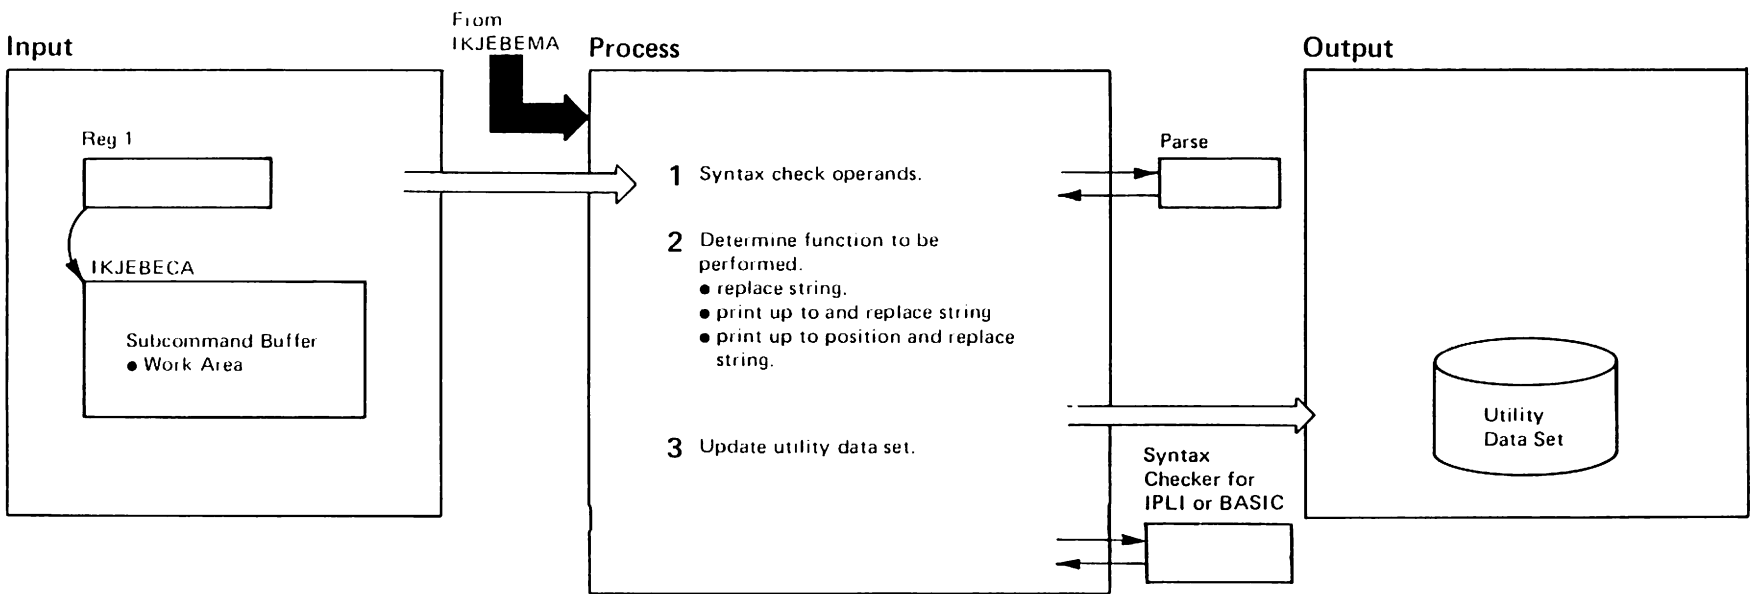 From
IKJEBEMA
Input
Process
Output
Reg 1
Parse
1 Syntax check operands.
2 Determine function to be
performed.
● replace string.
● print up to and replace string
● print up to position and replace
string.
IKJEBECA
Subcommand Buffer
● Work Area
3 Update utility data set.
Utility
Data Set
Syntax
Checker for
IPLI or BASIC